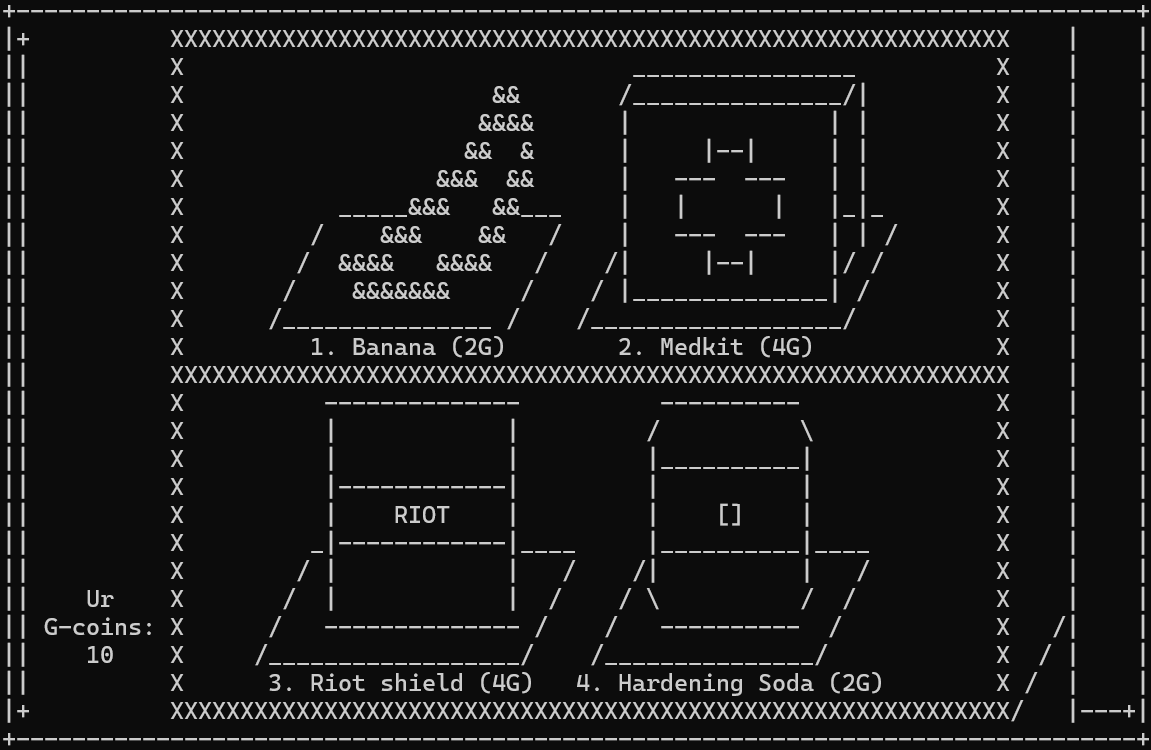 1. Banana (2G) 2. Medkit (4G)
RIOT
[]
Ur
G-coins:
10
3. Riot shield (4G) 4. Hardening Soda (2G)